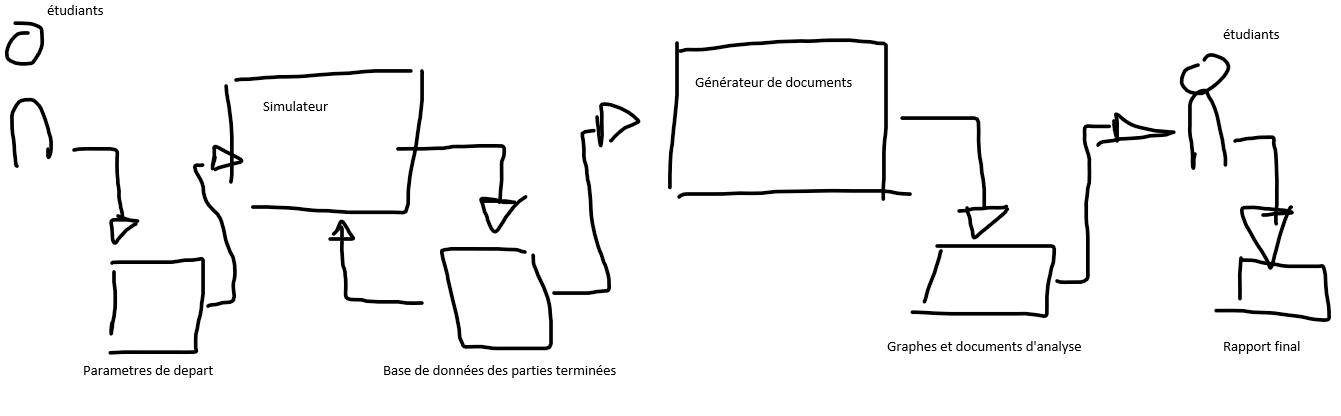 étudiants
Simulateur
Générateur de documents
étudiants
Parametres de depart
Base de données des parties terminées
Graphes et documents d'analyse
Rapport final